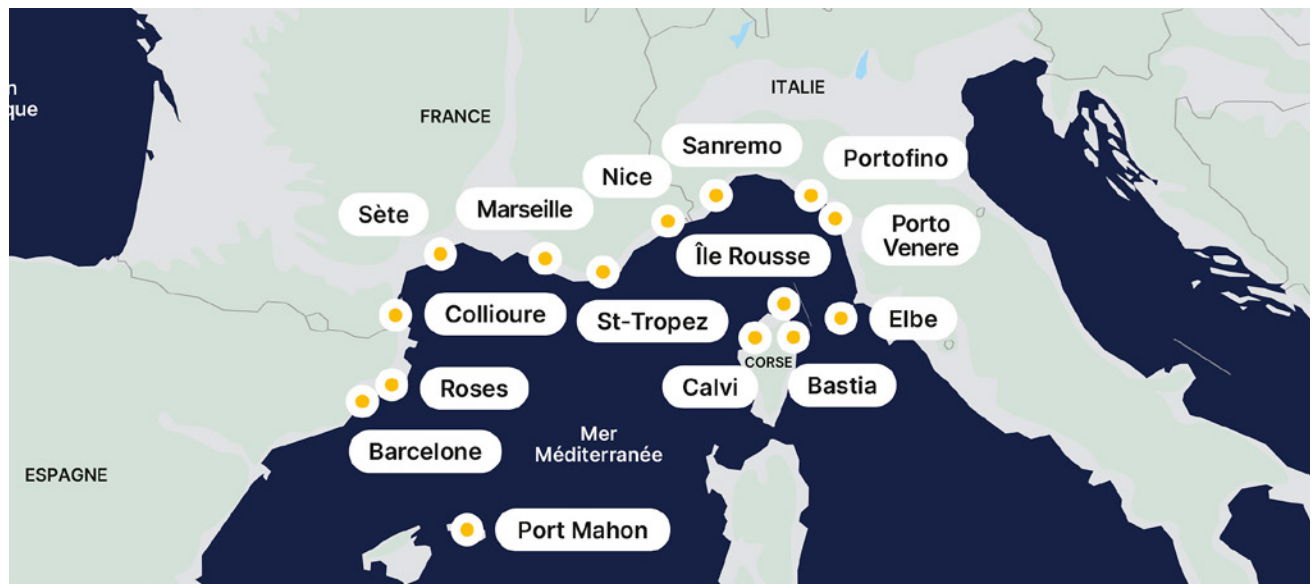 ITALIE
FRANCE
Sanremo
Portofino
Nice
Marseille
Sète
Porto
Venere
Île Rousse
Collioure
St-Tropez
Elbe
CORSE
Calvi
Bastia
Roses
Barcelone
Mer
Méditerranée
ESPAGNE
Port Mahon
n
que